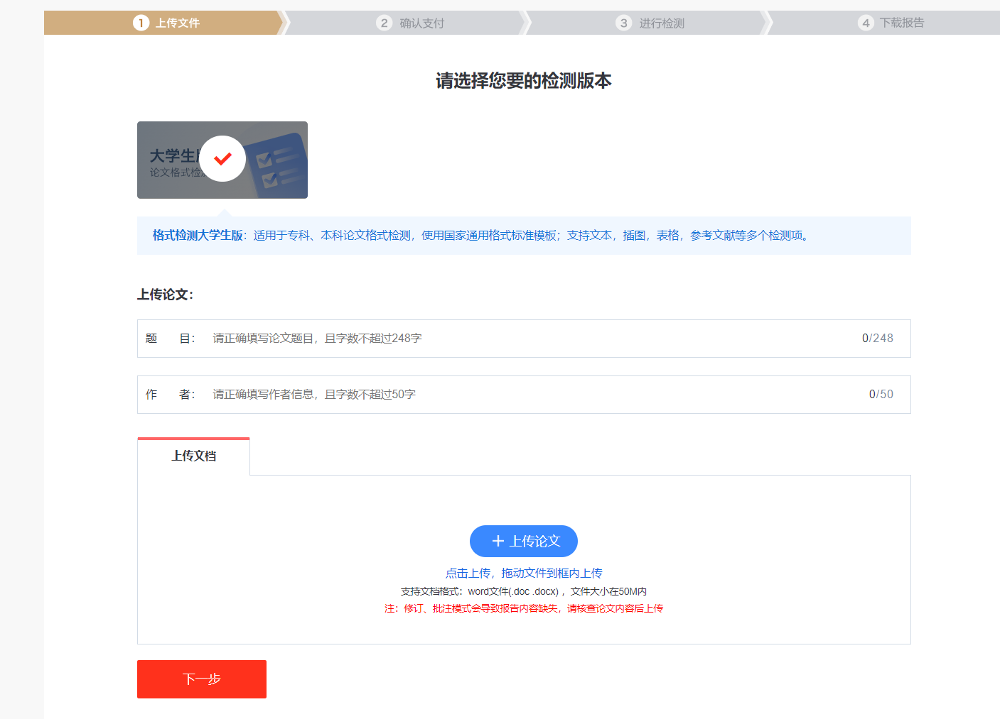 1 上传文件
2 确认支付
3 进行检测
4 下载报告
请选择您要的检测版本
大学生
论文格式检
格式检测大学生版：适用于专科、本科论文格式检测，使用国家通用格式标准模板；支持文本，插图，表格，参考文献等多个检测项。
上传论文：
题 目： 请正确填写论文题目，且字数不超过248字 0/248
作 者： 请正确填写作者信息，且字数不超过50字 0/50
上传文档
上传论文
点击上传，拖动文件到框内上传
支持文档格式：word文件(.doc .docx) ，文件大小在50M内
注：修订、批注模式会导致报告内容缺失，请核查论文内容后上传
下一步